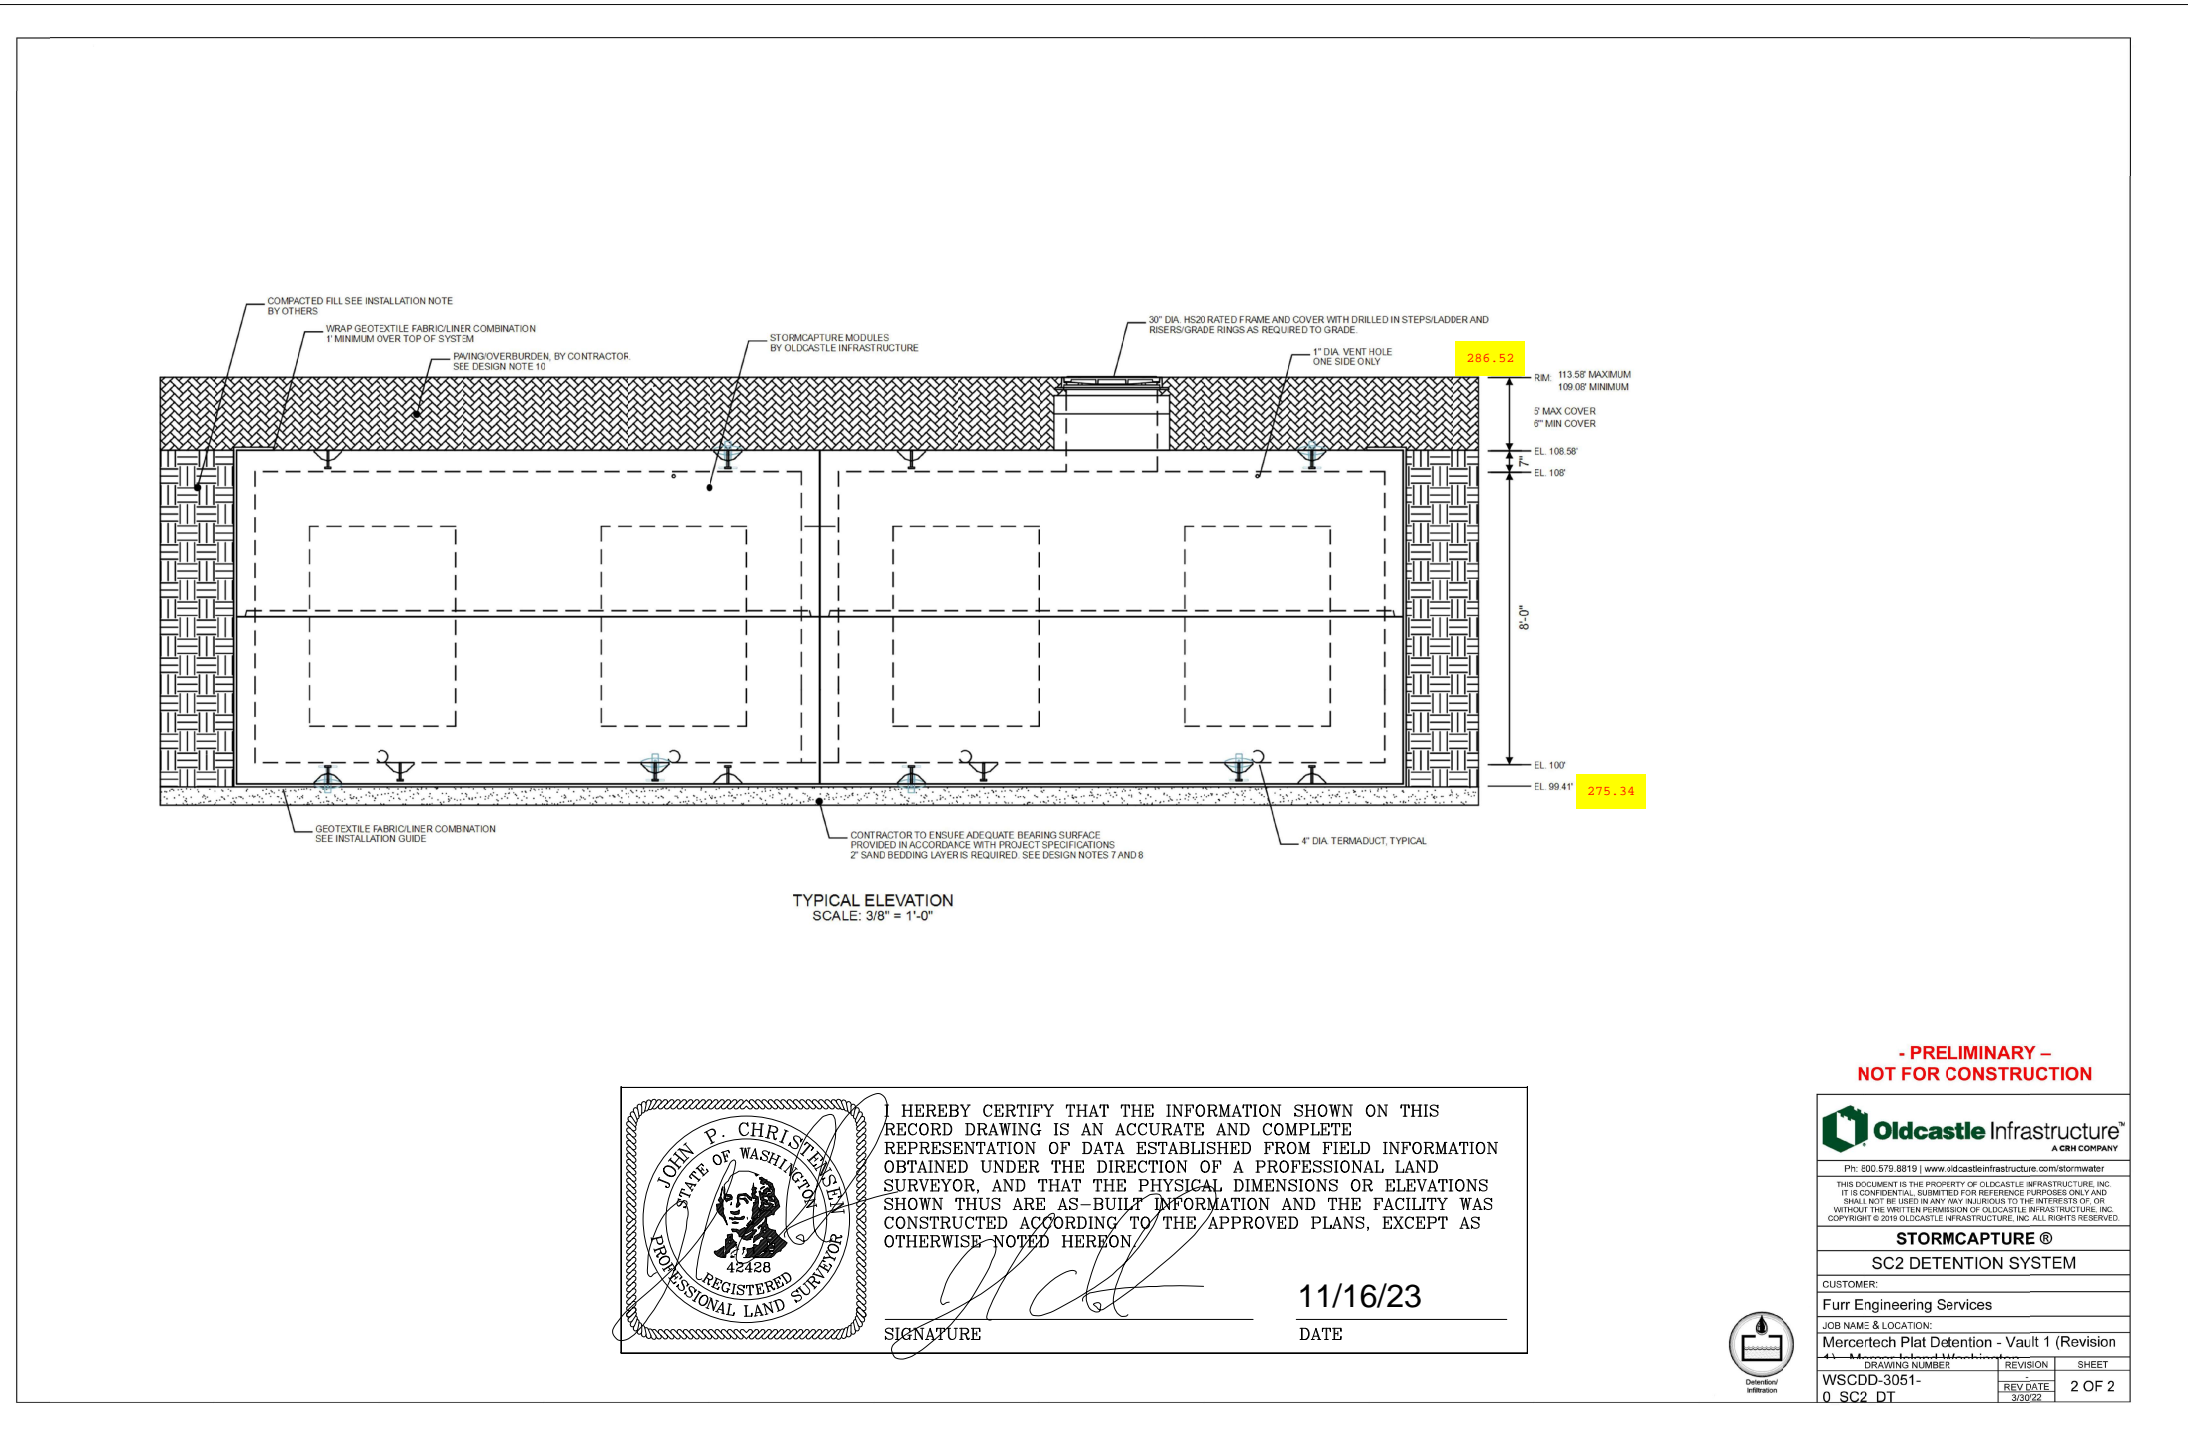 COMPACTED FILL SEE INSTALLATION NOTE
BY OTHERS
WRAP GEOTEXTILE FABRIC/LINER COMBINATION
1' MINIMUM OVER TOP OF SYSTEM
PAVING/OVERBURDEN, BY CONTRACTOR.
SEE DESIGN NOTE 10
STORMCAPTURE MODULES
BY OLDCASTLE INFRASTRUCTURE
30" DIA. HS20 RATED FRAME AND COVER WITH DRILLED IN STEPS/LADDER AND
RISERS/GRADE RINGS AS REQUIRED TO GRADE.
1" DIA. VENT HOLE
ONE SIDE ONLY
286.52
RIM: 113.58' MAXIMUM
109.08' MINIMUM
5' MAX COVER
6" MIN COVER
EL. 108.58'
7"
EL. 108'
8'-0"
EL. 100'
EL. 99.41'
275.34
GEOTEXTILE FABRIC/LINER COMBINATION
SEE INSTALLATION GUIDE
CONTRACTOR TO ENSURE ADEQUATE BEARING SURFACE
PROVIDED IN ACCORDANCE WITH PROJECT SPECIFICATIONS
2" SAND BEDDING LAYER IS REQUIRED. SEE DESIGN NOTES 7 AND 8
4" DIA. TERMADUCT, TYPICAL
TYPICAL ELEVATION
SCALE: 3/8" = 1'-0"
- PRELIMINARY –
NOT FOR CONSTRUCTION
JOHN P. CHRISTENSEN
STATE OF WASHINGTON
42428
REGISTERED
PROFESSIONAL LAND SURVEYOR
I HEREBY CERTIFY THAT THE INFORMATION SHOWN ON THIS
RECORD DRAWING IS AN ACCURATE AND COMPLETE
REPRESENTATION OF DATA ESTABLISHED FROM FIELD INFORMATION
OBTAINED UNDER THE DIRECTION OF A PROFESSIONAL LAND
SURVEYOR, AND THAT THE PHYSICAL DIMENSIONS OR ELEVATIONS
SHOWN THUS ARE AS-BUILT INFORMATION AND THE FACILITY WAS
CONSTRUCTED ACCORDING TO THE APPROVED PLANS, EXCEPT AS
OTHERWISE NOTED HEREON.
11/16/23
SIGNATURE
DATE
Oldcastle Infrastructure™
A CRH COMPANY
Ph: 800.579.8819 | www.oldcastleinfrastructure.com/stormwater
THIS DOCUMENT IS THE PROPERTY OF OLDCASTLE INFRASTRUCTURE, INC.
IT IS CONFIDENTIAL, SUBMITTED FOR REFERENCE PURPOSES ONLY AND
SHALL NOT BE USED IN ANY WAY INJURIOUS TO THE INTERESTS OF, OR
WITHOUT THE WRITTEN PERMISSION OF OLDCASTLE INFRASTRUCTURE, INC.
COPYRIGHT © 2019 OLDCASTLE INFRASTRUCTURE, INC. ALL RIGHTS RESERVED.
STORMCAPTURE ®
SC2 DETENTION SYSTEM
CUSTOMER:
Furr Engineering Services
JOB NAME & LOCATION:
Mercertech Plat Detention - Vault 1 (Revision
1) - Mercer Island Washington
DRAWING NUMBER
REVISION
SHEET
WSCDD-3051-
0_SC2_DT
-
REV DATE
3/30/22
2 OF 2
Detention/
Infiltration